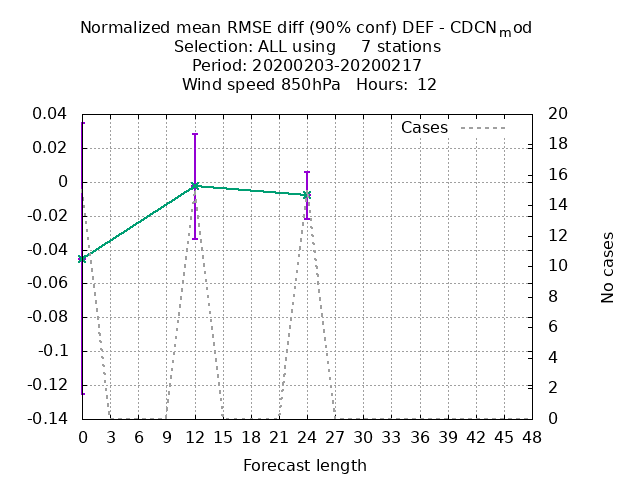 Normalized mean RMSE diff (90% conf) DEF - CDCNmod
Selection: ALL using 7 stations
Period: 20200203-20200217
Wind speed 850hPa Hours: 12
Cases
0.04
0.02
0
-0.02
-0.04
-0.06
-0.08
-0.1
-0.12
-0.14
20
18
16
14
12
10
8
6
4
2
0
No cases
0 3 6 9 12 15 18 21 24 27 30 33 36 39 42 45 48
Forecast length